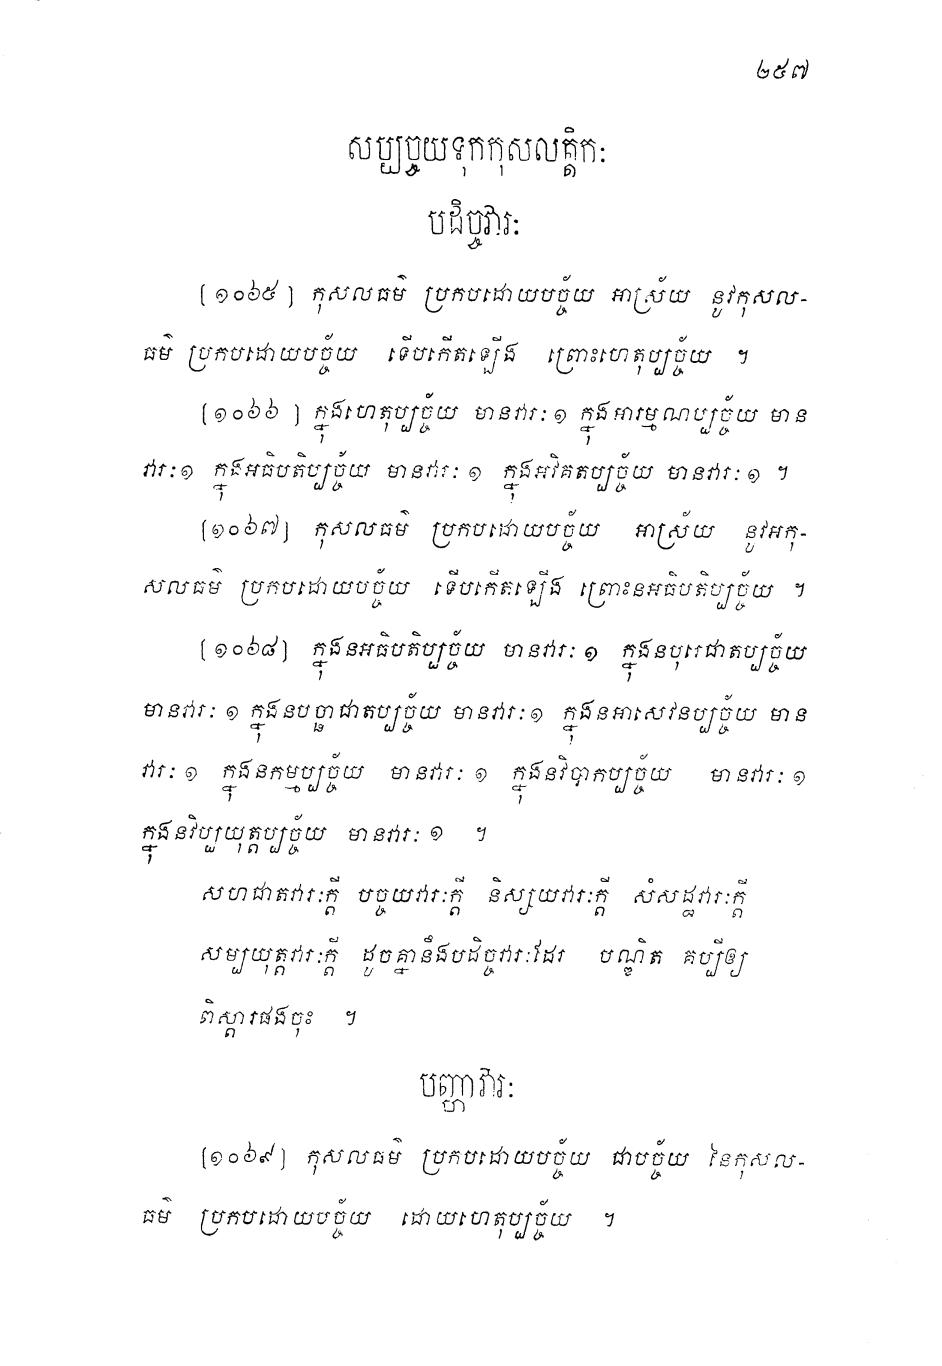 ២៥៧
សប្បច្ចយទុកកុសលត្តិកៈ
បដិច្ចវារៈ
[១០៦៥] កុសលធម៌ ប្រកបដោយបច្ច័យ អាស្រ័យ នូវកុសល-
ធម៌ ប្រកបដោយបច្ច័យ ទើបកើតឡើង ព្រោះហេតុប្បច្ច័យ ។
[១០៦៦] ក្នុងហេតុប្បច្ច័យ មានវារៈ១ ក្នុងអារម្មណប្បច្ច័យ មាន
វារៈ១ ក្នុងអធិបតិប្បច្ច័យ មានវារៈ ១ ក្នុងអវិគតប្បច្ច័យ មានវារៈ១ ។
[១០៦៧] កុសលធម៌ ប្រកបដោយបច្ច័យ អាស្រ័យ នូវអកុ-
សលធម៌ ប្រកបដោយបច្ច័យ ទើបកើតឡើង ព្រោះនអធិបតិប្បច្ច័យ ។
[១០៦៨] ក្នុងនអធិបតិប្បច្ច័យ មានវារៈ ១ ក្នុងនបុរេជាតប្បច្ច័យ
មានវារៈ ១ ក្នុងនបច្ឆាជាតប្បច្ច័យ មានវារៈ១ ក្នុងនអាសេវនប្បច្ច័យ មាន
វារៈ ១ ក្នុងនកម្មប្បច្ច័យ មានវារៈ ១ ក្នុងនវិបាកប្បច្ច័យ មានវារៈ ១
ក្នុងនវិប្បយុត្តប្បច្ច័យ មានវារៈ ១ ។
សហជាតវារៈក្តី បច្ចយវារៈក្តី និស្សយវារៈក្តី សំសដ្ឋវារៈក្តី
សម្បយុត្តវារៈក្តី ដូចគ្នានឹងបដិច្ចវារៈដែរ បណ្ឌិត គប្បីឲ្យ
ពិស្តារផងចុះ ។
បញ្ហាវារៈ
[១០៦៩] កុសលធម៌ ប្រកបដោយបច្ច័យ ជាបច្ច័យ នៃកុសល-
ធម៌ ប្រកបដោយបច្ច័យ ដោយហេតុប្បច្ច័យ ។